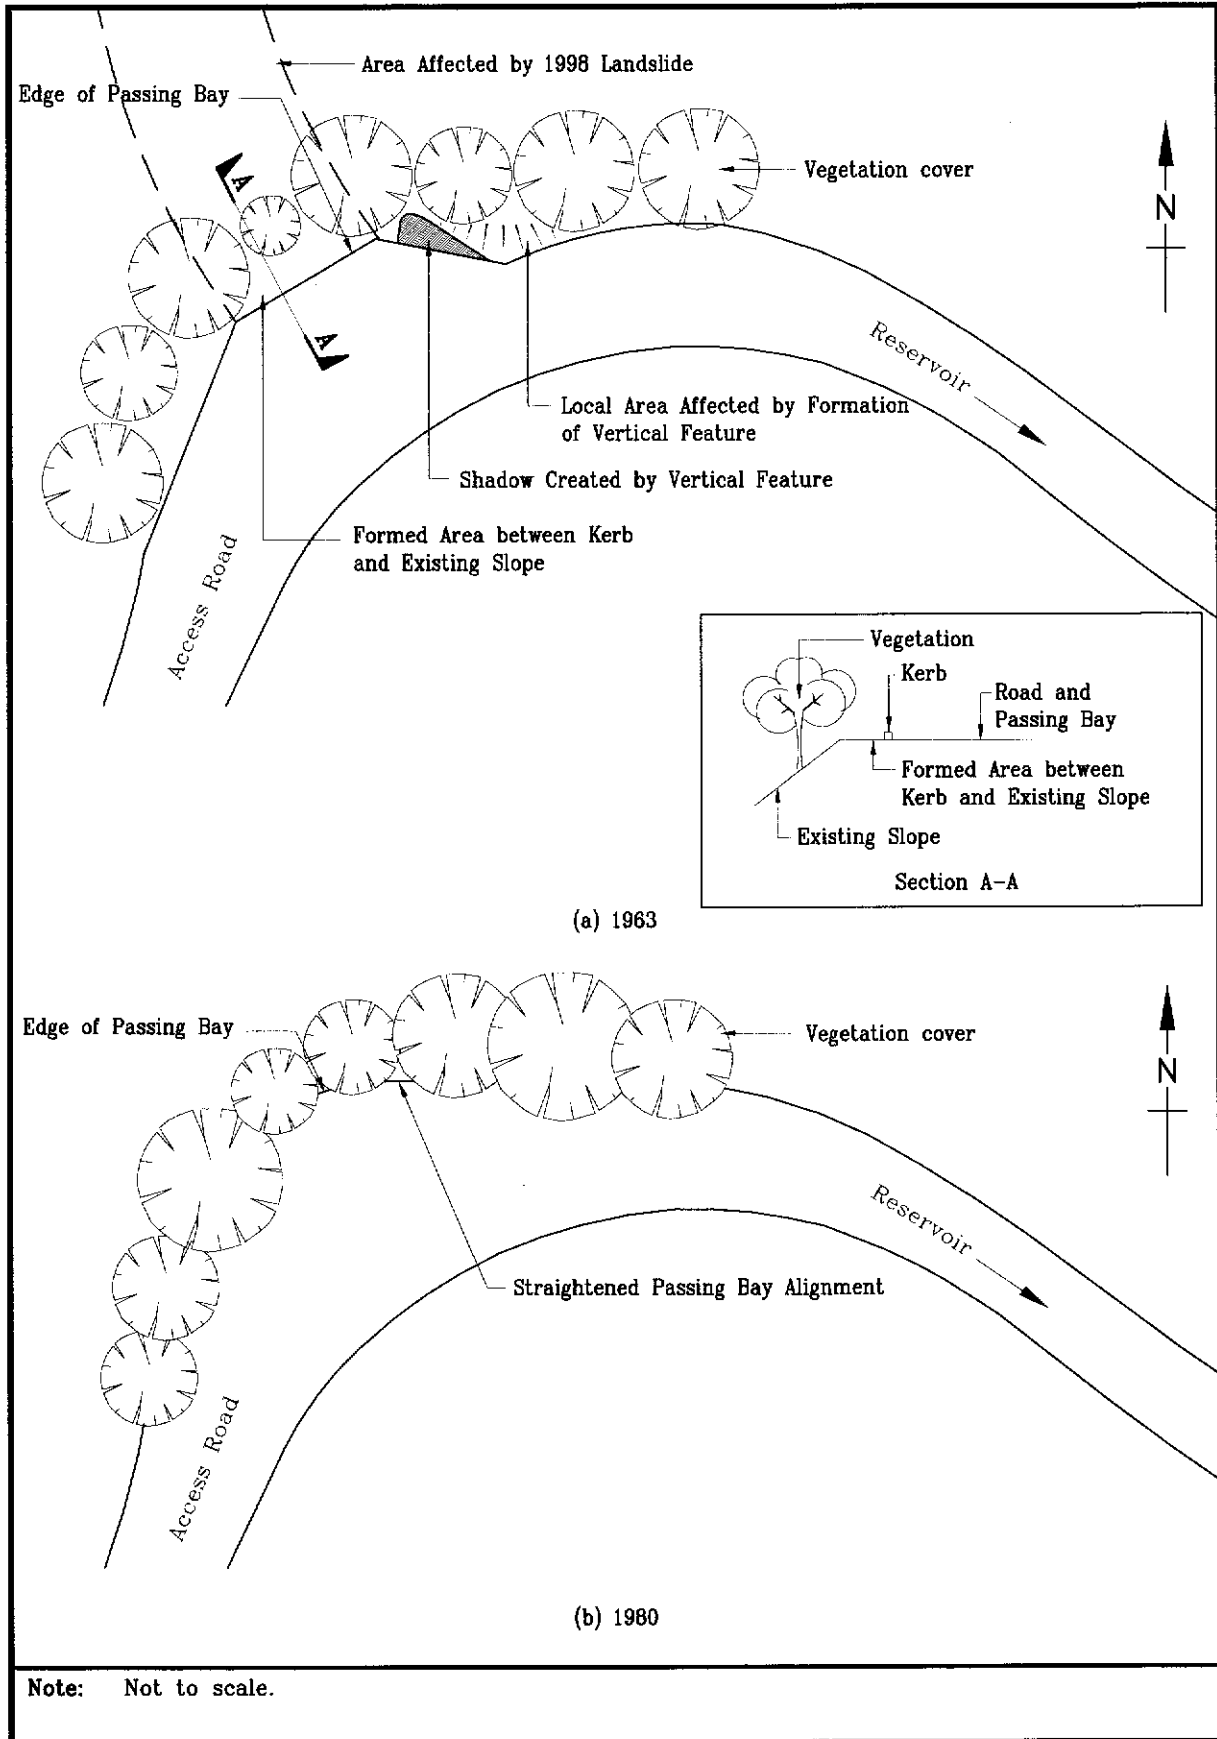 Area Affected by 1998 Landslide
Edge of Passing Bay
A
Vegetation cover
N
A
Reservoir
Local Area Affected by Formation
of Vertical Feature
Shadow Created by Vertical Feature
Formed Area between Kerb
and Existing Slope
Access Road
Vegetation
Kerb
Road and
Passing Bay
Formed Area between
Kerb and Existing Slope
Existing Slope
Section A-A
(a) 1963
Edge of Passing Bay
Vegetation cover
N
Reservoir
Straightened Passing Bay Alignment
Access Road
(b) 1980
Note: Not to scale.